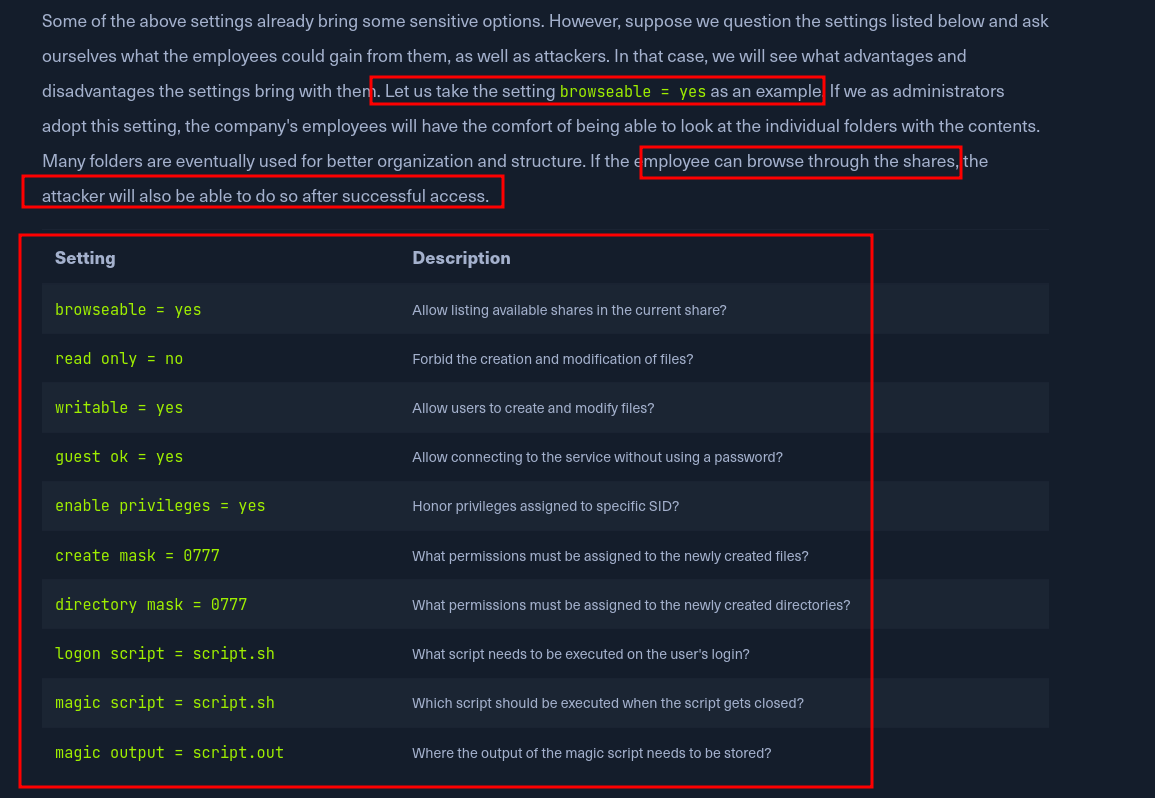 Some of the above settings already bring some sensitive options. However, suppose we question the settings listed below and ask
ourselves what the employees could gain from them, as well as attackers. In that case, we will see what advantages and
disadvantages the settings bring with them. Let us take the setting browseable = yes as an example. If we as administrators
adopt this setting, the company's employees will have the comfort of being able to look at the individual folders with the contents.
Many folders are eventually used for better organization and structure. If the employee can browse through the shares, the
attacker will also be able to do so after successful access.
Setting Description
browseable = yes Allow listing available shares in the current share?
read only = no Forbid the creation and modification of files?
writable = yes Allow users to create and modify files?
guest ok = yes Allow connecting to the service without using a password?
enable privileges = yes Honor privileges assigned to specific SID?
create mask = 0777 What permissions must be assigned to the newly created files?
directory mask = 0777 What permissions must be assigned to the newly created directories?
logon script = script.sh What script needs to be executed on the user's login?
magic script = script.sh Which script should be executed when the script gets closed?
magic output = script.out Where the output of the magic script needs to be stored?